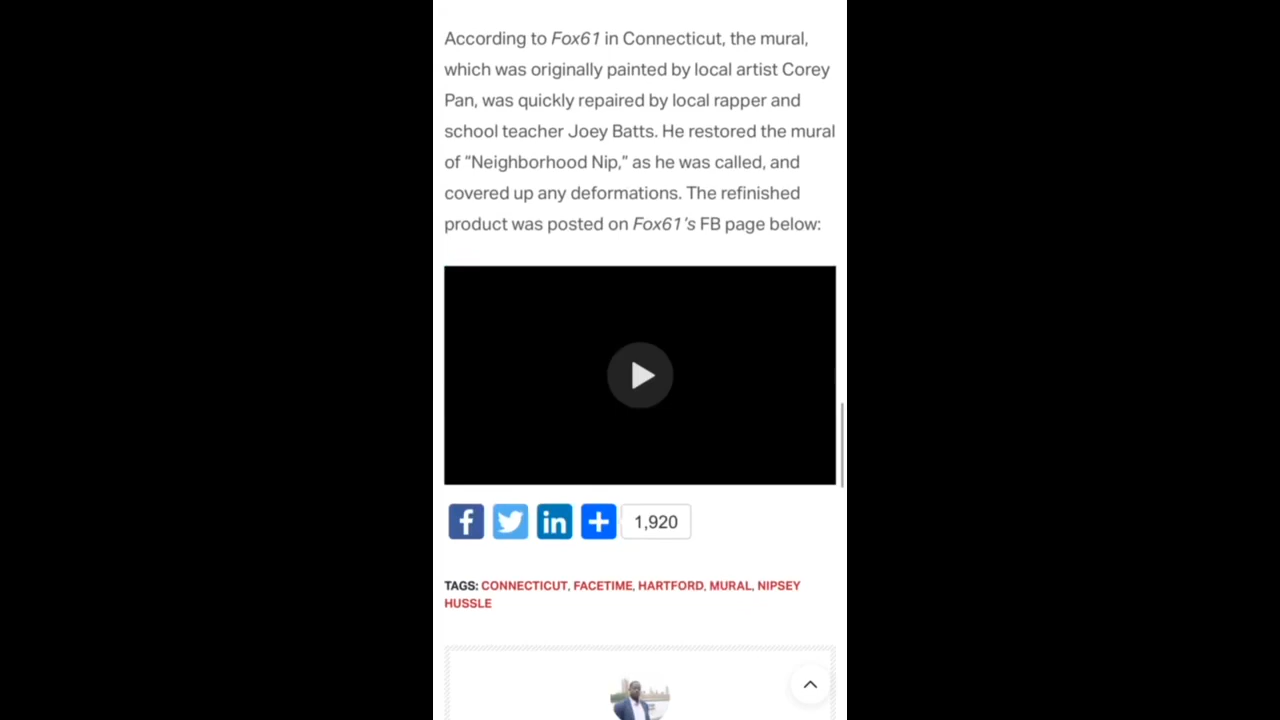 According to Fox61 in Connecticut, the mural,
which was originally painted by local artist Corey
Pan, was quickly repaired by local rapper and
school teacher Joey Batts. He restored the mural
of “Neighborhood Nip,” as he was called, and
covered up any deformations. The refinished
product was posted on Fox61’s FB page below:
1,920
TAGS: CONNECTICUT, FACETIME, HARTFORD, MURAL, NIPSEY
HUSSLE